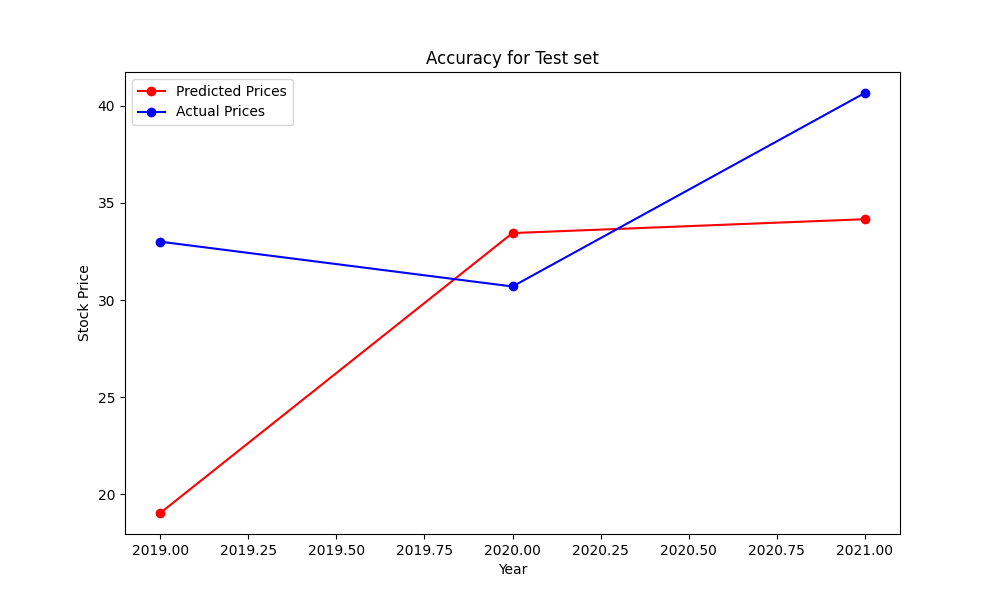 Accuracy for Test set
Predicted Prices
Actual Prices
40
35
30
25
20
Stock Price
2019.00 2019.25 2019.50 2019.75 2020.00 2020.25 2020.50 2020.75 2021.00
Year